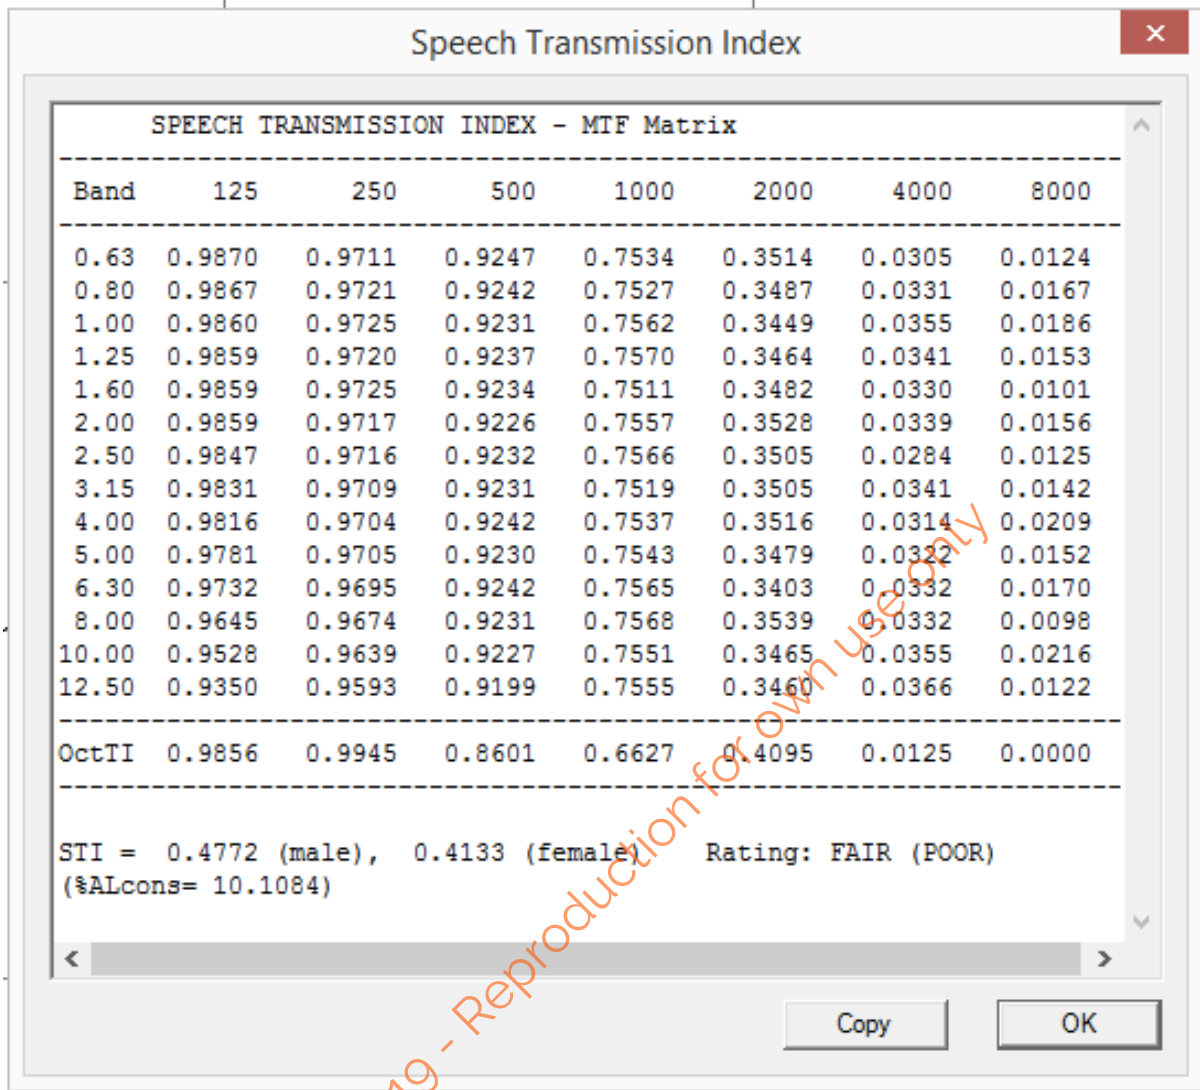 Speech Transmission Index
SPEECH TRANSMISSION INDEX - MTF Matrix
Band 125 250 500 1000 2000 4000 8000
0.63 0.9870 0.9711 0.9247 0.7534 0.3514 0.0305 0.0124
0.80 0.9867 0.9721 0.9242 0.7527 0.3487 0.0331 0.0167
1.00 0.9860 0.9725 0.9231 0.7562 0.3449 0.0355 0.0186
1.25 0.9859 0.9720 0.9237 0.7570 0.3464 0.0341 0.0153
1.60 0.9859 0.9725 0.9234 0.7511 0.3482 0.0330 0.0101
2.00 0.9859 0.9717 0.9226 0.7557 0.3528 0.0339 0.0156
2.50 0.9847 0.9716 0.9232 0.7566 0.3505 0.0284 0.0125
3.15 0.9831 0.9709 0.9231 0.7519 0.3505 0.0341 0.0142
4.00 0.9816 0.9704 0.9242 0.7537 0.3516 0.0314 0.0209
5.00 0.9781 0.9705 0.9230 0.7543 0.3479 0.0322 0.0152
6.30 0.9732 0.9695 0.9242 0.7565 0.3403 0.0332 0.0170
8.00 0.9645 0.9674 0.9231 0.7568 0.3539 0.0332 0.0098
10.00 0.9528 0.9639 0.9227 0.7551 0.3465 0.0355 0.0216
12.50 0.9350 0.9593 0.9199 0.7555 0.3460 0.0366 0.0122
OctTI 0.9856 0.9945 0.8601 0.6627 0.4095 0.0125 0.0000
STI = 0.4772 (male), 0.4133 (female) Rating: FAIR (POOR)
(%ALcons= 10.1084)
Copy OK
19 - Reproduction for own use only